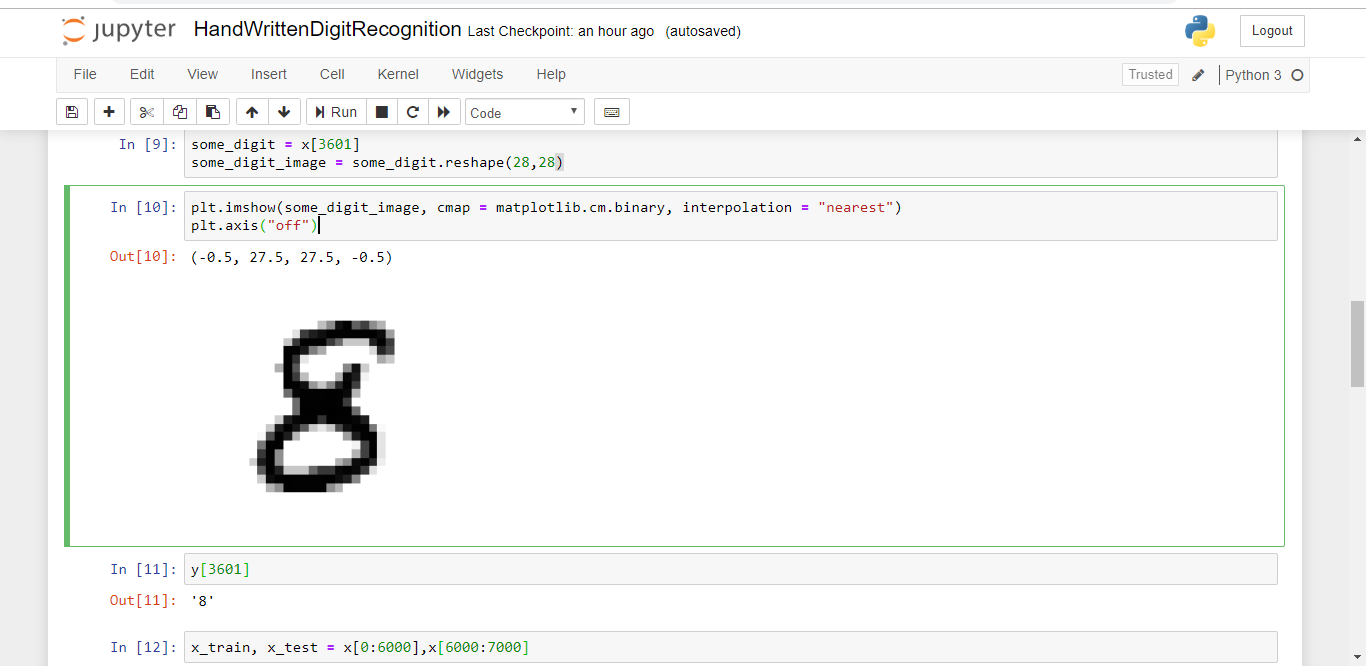 jupyter HandWrittenDigitRecognition Last Checkpoint: an hour ago (autosaved) Logout
File Edit View Insert Cell Kernel Widgets Help Trusted Python 3
Run Code
In [9]: some_digit = x[3601]
some_digit_image = some_digit.reshape(28,28)
In [10]: plt.imshow(some_digit_image, cmap = matplotlib.cm.binary, interpolation = "nearest")
plt.axis("off")
Out[10]: (-0.5, 27.5, 27.5, -0.5)
8
In [11]: y[3601]
Out[11]: '8'
In [12]: x_train, x_test = x[0:6000],x[6000:7000]